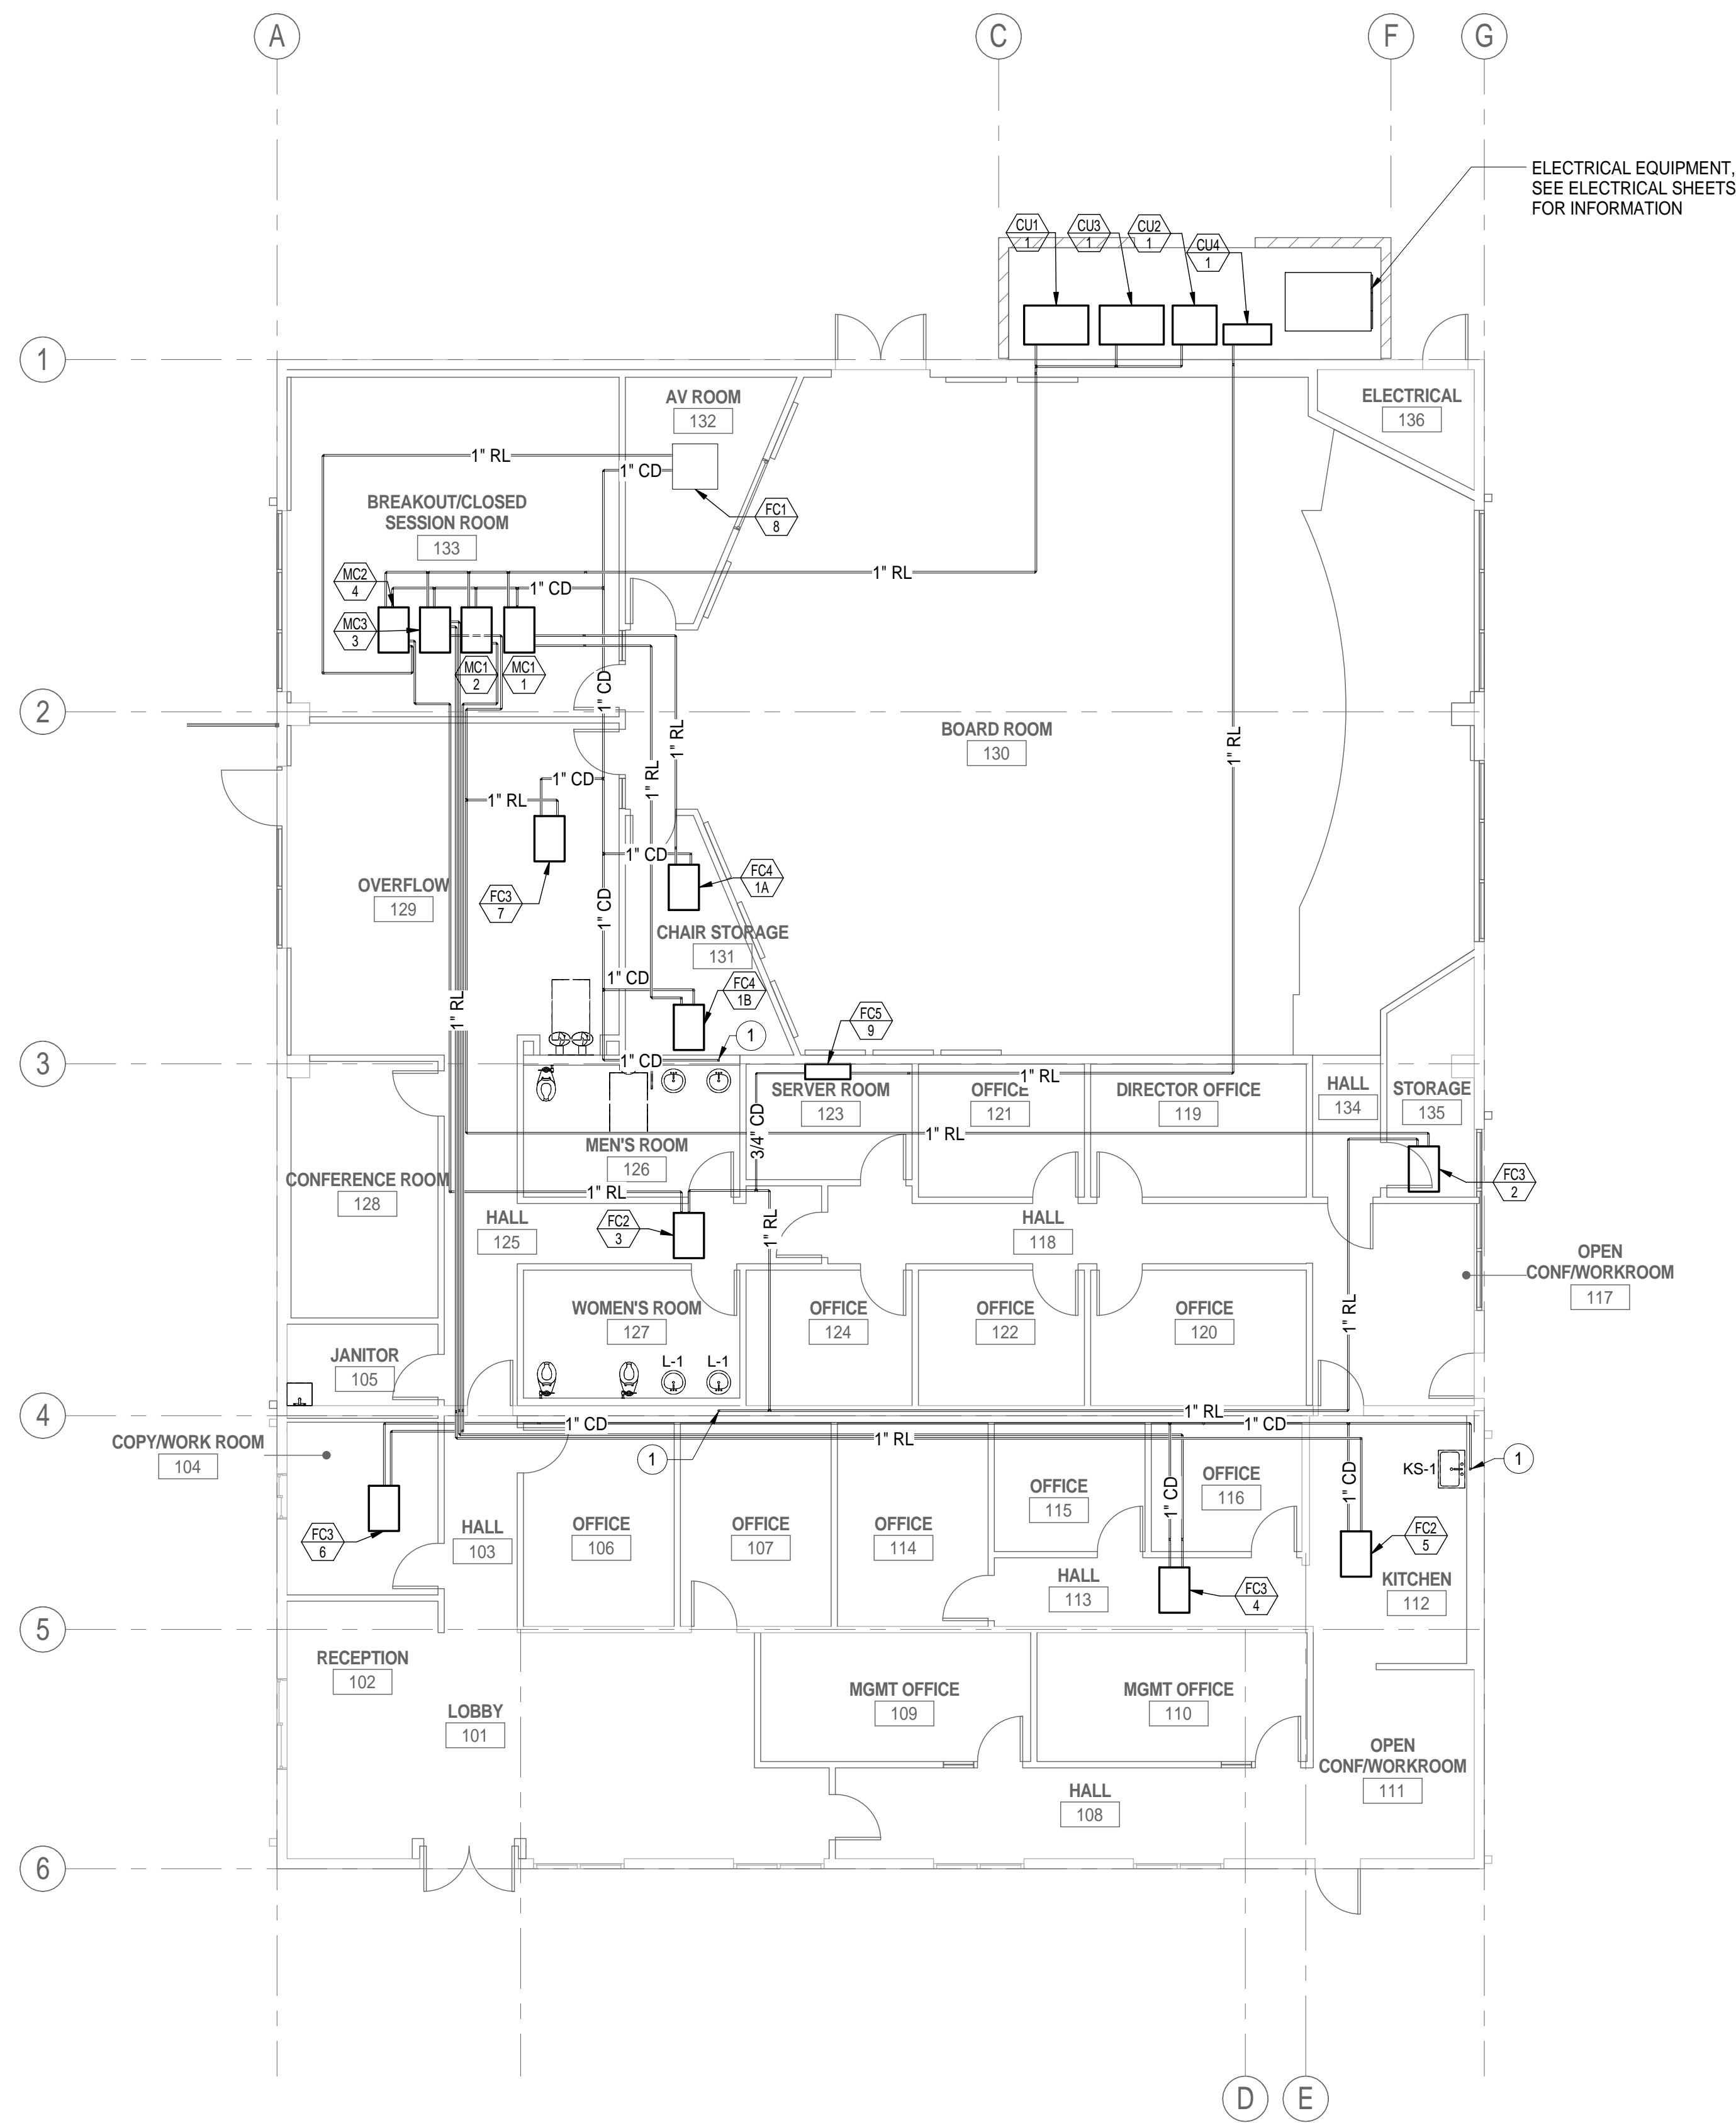 A
C
F
G
ELECTRICAL EQUIPMENT,
SEE ELECTRICAL SHEETS
FOR INFORMATION
CU1
1
CU3
1
CU2
1
CU4
1
1
AV ROOM
132
ELECTRICAL
136
1" RL
1" CD
BREAKOUT/CLOSED
SESSION ROOM
133
FC1
8
MC2
4
1" CD
1" RL
MC3
3
MC1
2
MC1
1
1" CD
2
1" RL
1" RL
BOARD ROOM
130
1" RL
1" CD
1" RL
1" CD
FC4
1A
OVERFLOW
129
FC3
7
1" CD
CHAIR STORAGE
131
1" CD
FC4
1B
1" RL
FC5
9
1
3
1" CD
1" RL
SERVER ROOM
123
OFFICE
121
DIRECTOR OFFICE
119
HALL
134
STORAGE
135
3/4" CD
1" RL
MEN'S ROOM
126
CONFERENCE ROOM
128
1" RL
FC3
2
HALL
125
FC2
3
1" RL
HALL
118
OPEN
CONF/WORKROOM
117
WOMEN'S ROOM
127
OFFICE
124
OFFICE
122
OFFICE
120
1" RL
JANITOR
105
L-1
L-1
4
1" RL
1" CD
1" CD
COPY/WORK ROOM
104
1" RL
1
KS-1
1
OFFICE
115
1" CD
OFFICE
116
1" CD
FC3
6
HALL
103
OFFICE
106
OFFICE
107
OFFICE
114
FC2
5
HALL
113
FC3
4
KITCHEN
112
5
RECEPTION
102
LOBBY
101
MGMT OFFICE
109
MGMT OFFICE
110
OPEN
CONF/WORKROOM
111
HALL
108
6
D
E